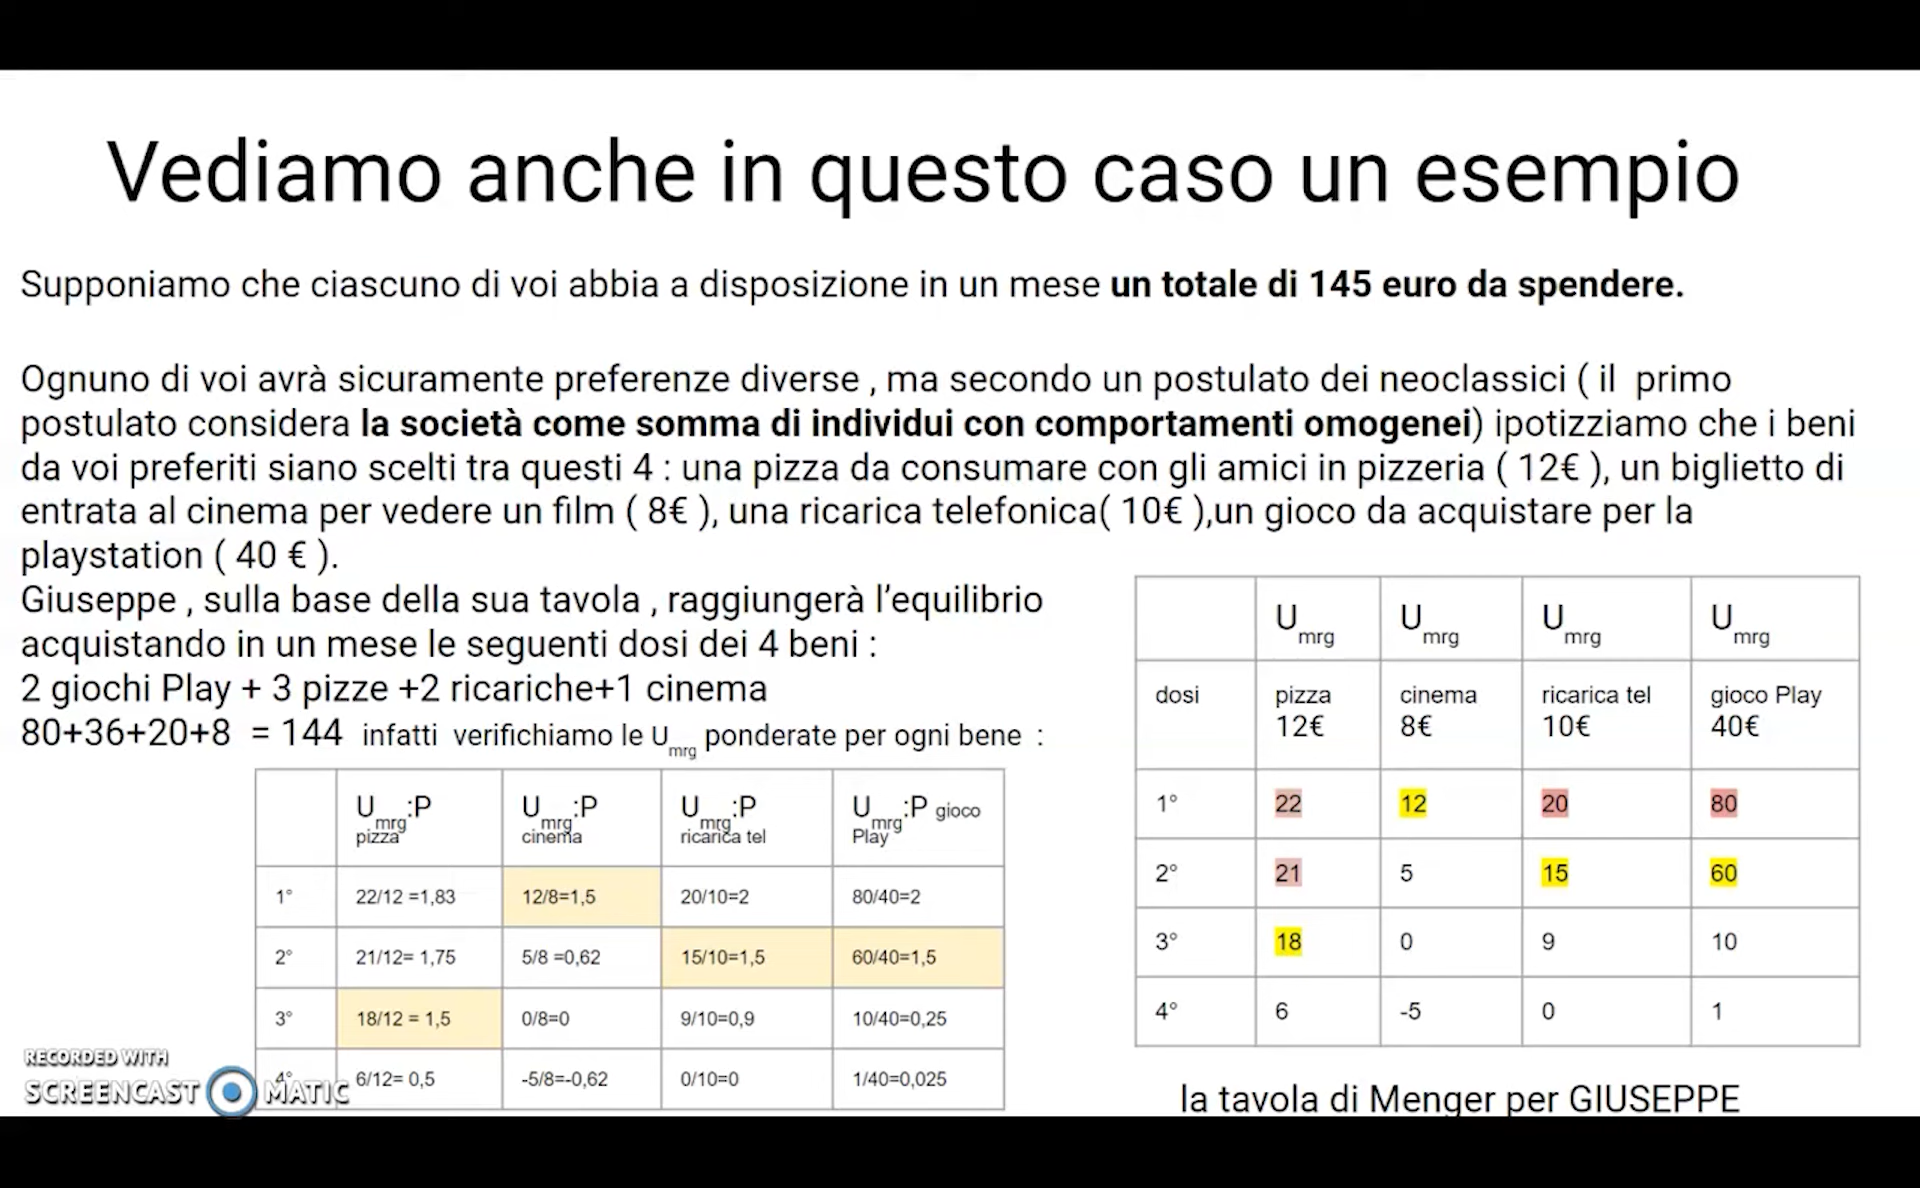 Vediamo anche in questo caso un esempio
Supponiamo che ciascuno di voi abbia a disposizione in un mese un totale di 145 euro da spendere.
Ognuno di voi avrà sicuramente preferenze diverse , ma secondo un postulato dei neoclassici ( il primo
postulato considera la società come somma di individui con comportamenti omogenei) ipotizziamo che i beni
da voi preferiti siano scelti tra questi 4 : una pizza da consumare con gli amici in pizzeria ( 12€ ), un biglietto di
entrata al cinema per vedere un film ( 8€ ), una ricarica telefonica( 10€ ),un gioco da acquistare per la
playstation ( 40 € ).
Giuseppe , sulla base della sua tavola , raggiungerà l’equilibrio
acquistando in un mese le seguenti dosi dei 4 beni :
2 giochi Play + 3 pizze +2 ricariche+1 cinema
80+36+20+8 = 144 infatti verifichiamo le U mrg ponderate per ogni bene :
U mrg :P pizza U mrg :P cinema U mrg :P ricarica tel U mrg :P gioco Play
1° 22/12 =1,83 12/8=1,5 20/10=2 80/40=2
2° 21/12= 1,75 5/8 =0,62 15/10=1,5 60/40=1,5
3° 18/12 = 1,5 0/8=0 9/10=0,9 10/40=0,25
4° 6/12= 0,5 -5/8=-0,62 0/10=0 1/40=0,025
U mrg U mrg U mrg U mrg
dosi pizza cinema ricarica tel gioco Play
12€ 8€ 10€ 40€
1° 22 12 20 80
2° 21 5 15 60
3° 18 0 9 10
4° 6 -5 0 1
la tavola di Menger per GIUSEPPE
RECORDED WITH
SCREENCAST MATIC